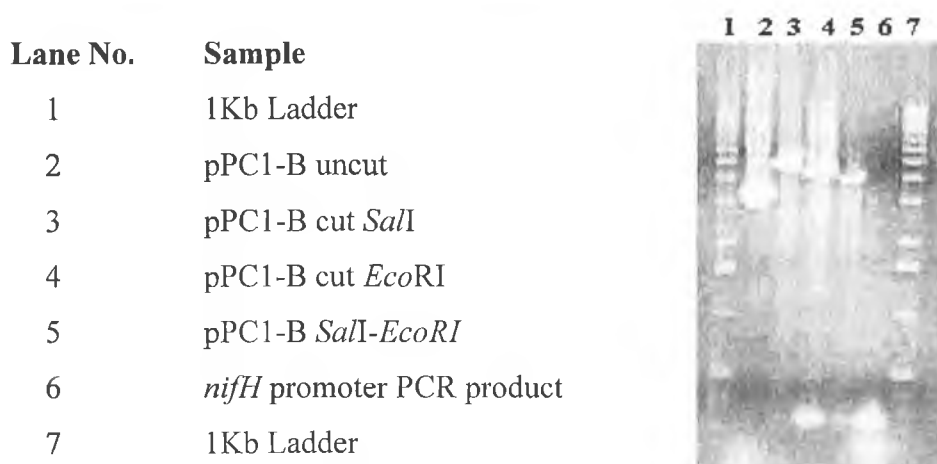 1 2 3 4 5 6 7
Lane No. Sample
1 1Kb Ladder
2 pPC1-B uncut
3 pPC1-B cut SalI
4 pPC1-B cut EcoRI
5 pPC1-B SalI-EcoRI
6 nifH promoter PCR product
7 1Kb Ladder